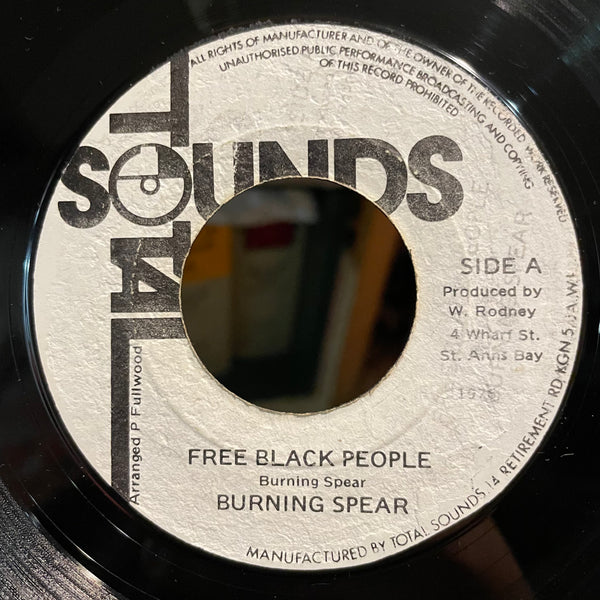 ALL RIGHTS OF MANUFACTURER AND OF THE OWNER OF THE RECORDED WORK RESERVED
UNAUTHORISED PUBLIC PERFORMANCE BROADCASTING AND COPYING
OF THIS RECORD PROHIBITED
TOTAL
SOUNDS
SIDE A
Produced by
W. Rodney
4 Wharf St.
St. Anns Bay
Arranged P Fullwood
FREE BLACK PEOPLE
Burning Spear
BURNING SPEAR
MANUFACTURED BY TOTAL SOUNDS. 14 RETIREMENT RD. KGN 5, JA. W.I.